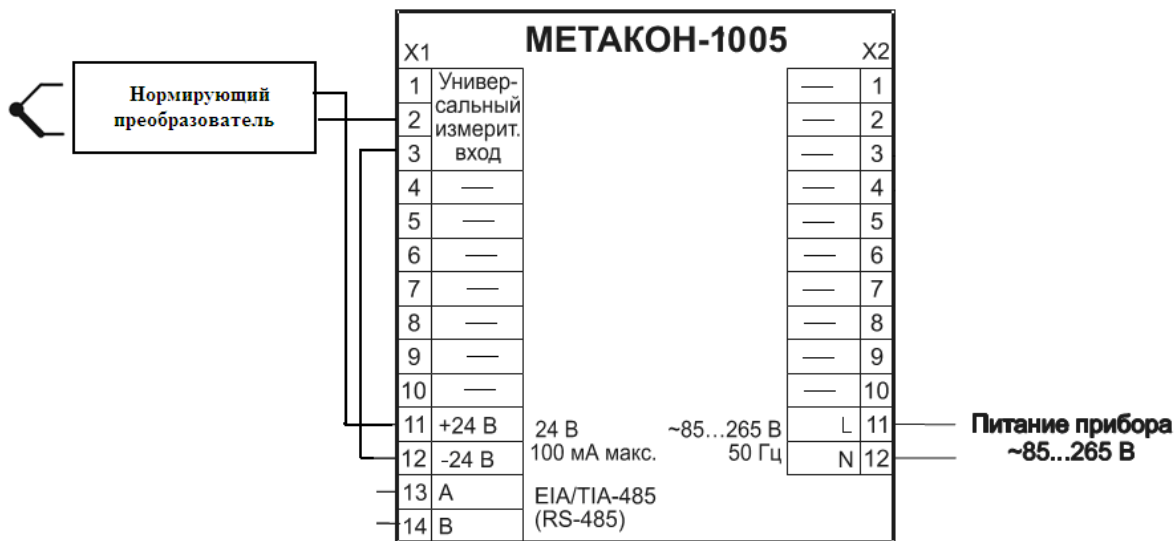 МЕТАКОН-1005
X1
X2
Нормирующий
преобразователь
1
2
3
Универ-
сальный
измерит.
вход
4 —
5 —
6 —
7 —
8 —
9 —
10 —
11 +24 В
12 -24 В
13 A
14 B
24 В
100 мА макс.
EIA/TIA-485
(RS-485)
— 1
— 2
— 3
— 4
— 5
— 6
— 7
— 8
— 9
— 10
~85...265 В
50 Гц
L 11
N 12
Питание прибора
~85...265 В